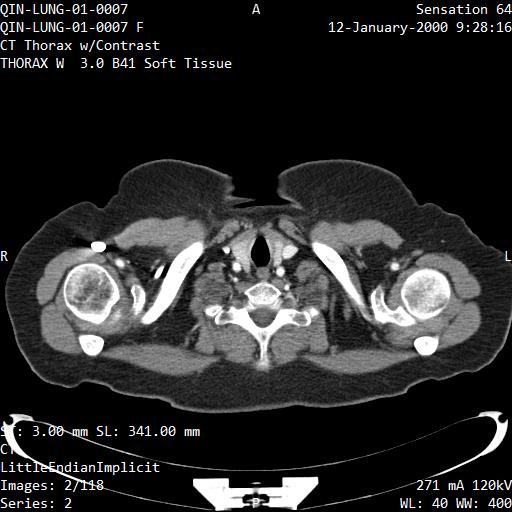 QIN-LUNG-01-0007
A
Sensation 64
QIN-LUNG-01-0007 F
12-January-2000 9:28:16
CT Thorax w/Contrast
THORAX W 3.0 B41 Soft Tissue
R
L
ST: 3.00 mm SL: 341.00 mm
CT
LittleEndianImplicit
Images: 2/118
271 mA 120kV
Series: 2
P
WL: 40 WW: 400